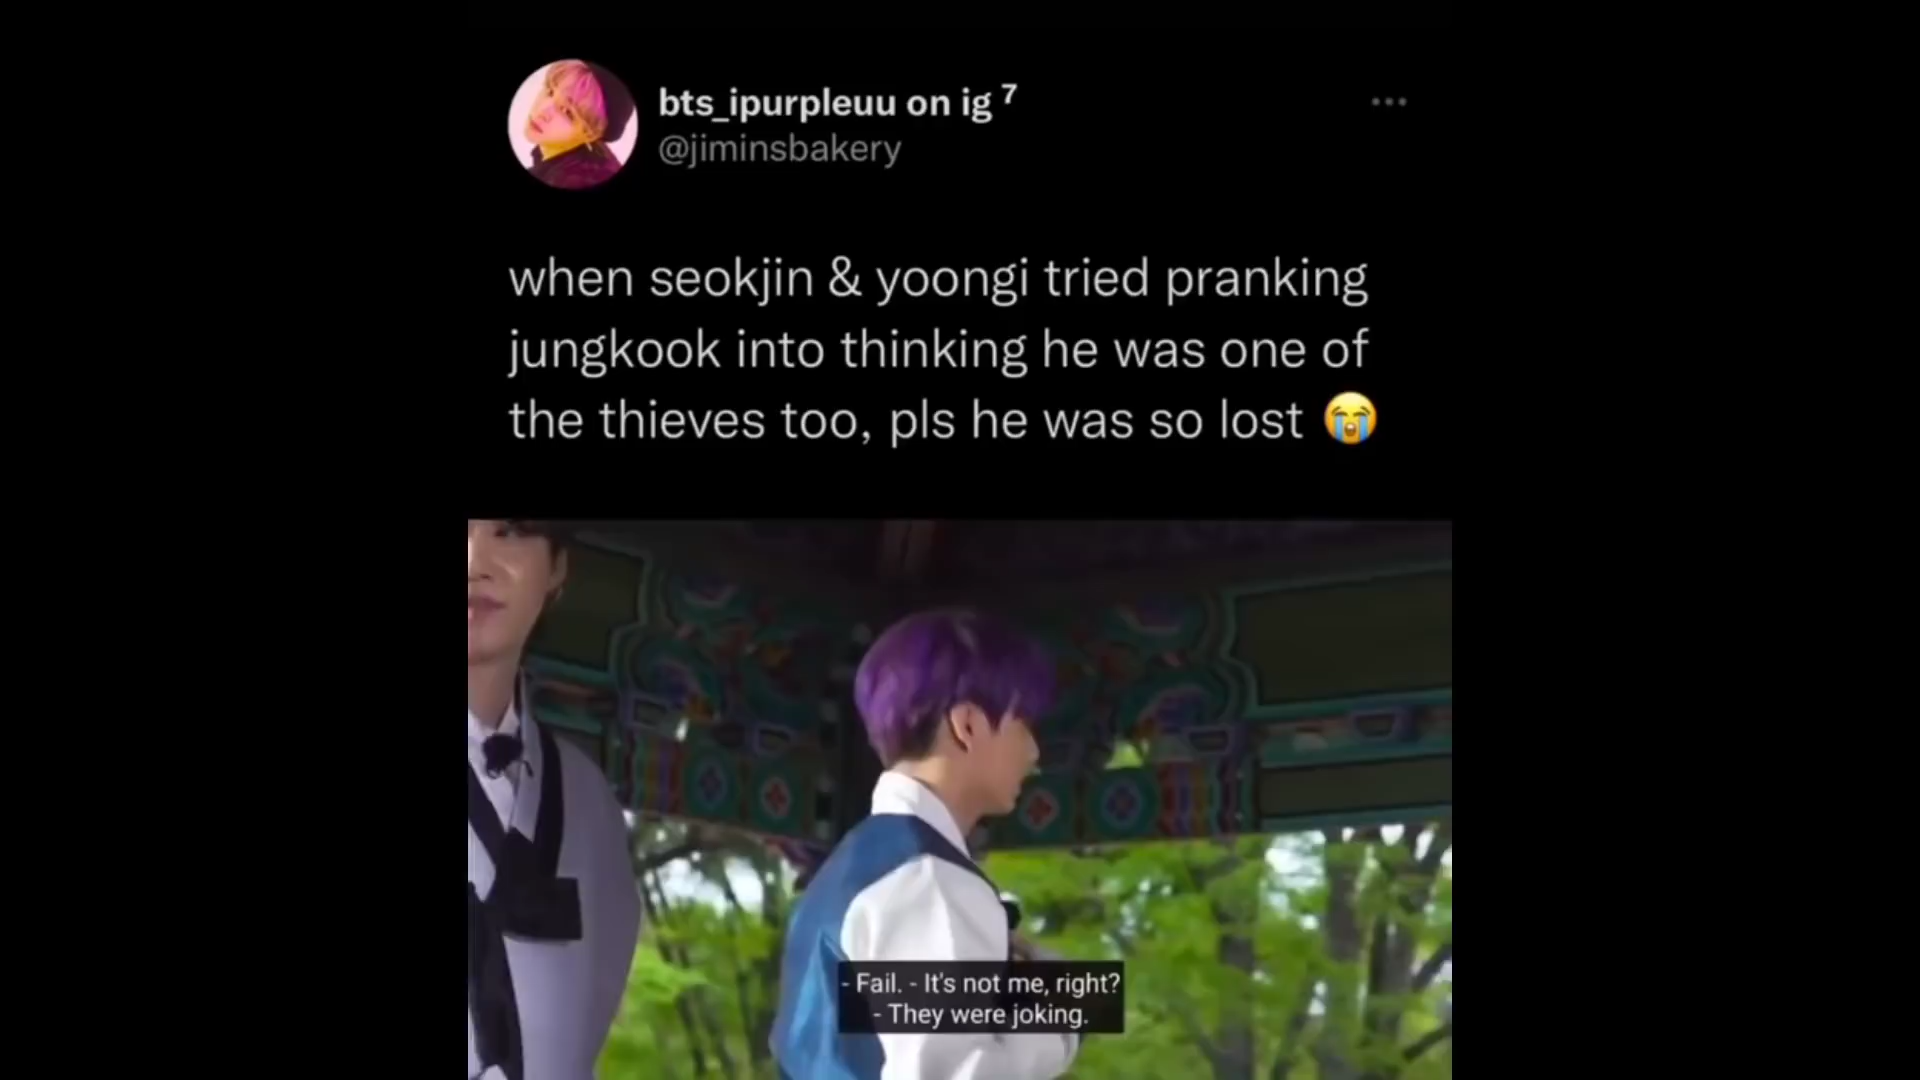 bts_ipurpleuu on ig ⁷
@jiminsbakery
when seokjin & yoongi tried pranking
jungkook into thinking he was one of
the thieves too, pls he was so lost 😭
- Fail. - It's not me, right?
- They were joking.